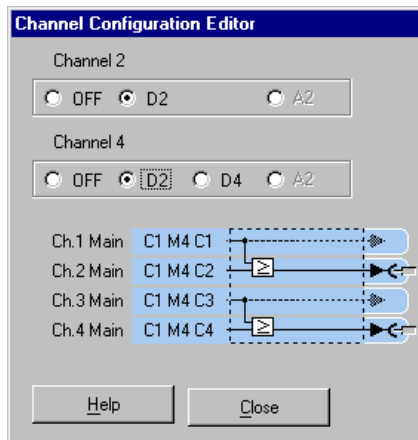 Channel Configuration Editor
Channel 2
OFF D2 A2
Channel 4
OFF D2 D4 A2
Ch.1 Main C1 M4 C1
Ch.2 Main C1 M4 C2 ≥
Ch.3 Main C1 M4 C3
Ch.4 Main C1 M4 C4 ≥
Help Close